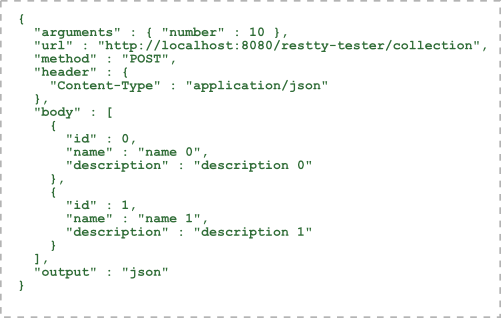 {
"arguments" : { "number" : 10 },
"url" : "http://localhost:8080/restty-tester/collection",
"method" : "POST",
"header" : {
"Content-Type" : "application/json"
},
"body" : [
{
"id" : 0,
"name" : "name 0",
"description" : "description 0"
},
{
"id" : 1,
"name" : "name 1",
"description" : "description 1"
}
],
"output" : "json"
}